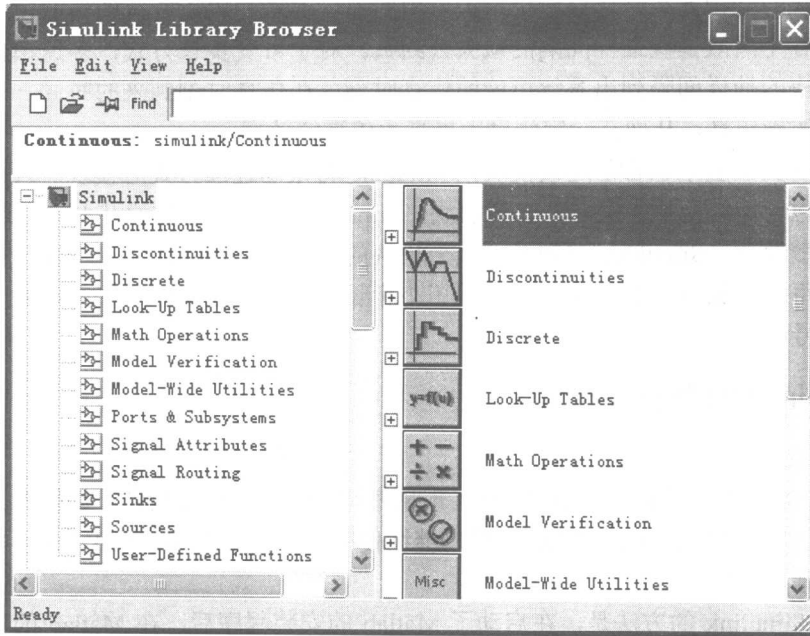 Simulink Library Browser
File Edit View Help
Find
Continuous: simulink/Continuous
Simulink
Continuous
Discontinuities
Discrete
Look-Up Tables
Math Operations
Model Verification
Model-Wide Utilities
Ports & Subsystems
Signal Attributes
Signal Routing
Sinks
Sources
User-Defined Functions
Continuous
Discontinuities
Discrete
y=f(u)
Look-Up Tables
Math Operations
Model Verification
Misc
Model-Wide Utilities
Ready